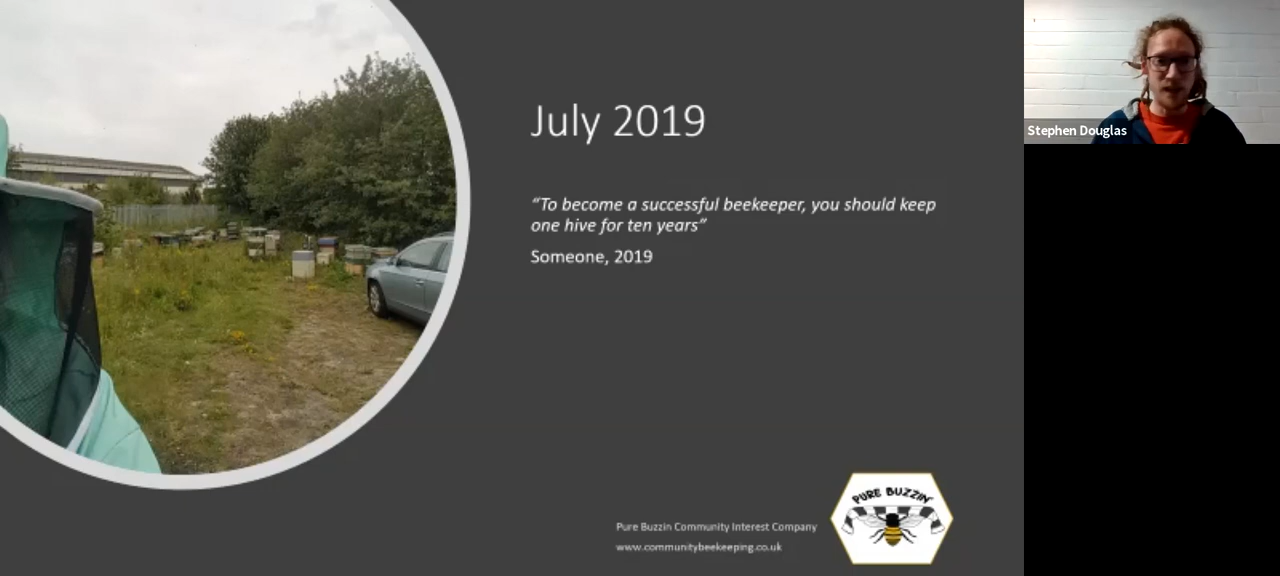 July 2019
“To become a successful beekeeper, you should keep
one hive for ten years”
Someone, 2019
Pure Buzzin Community Interest Company
www.communitybeekeeping.co.uk
PURE BUZZIN'
Stephen Douglas